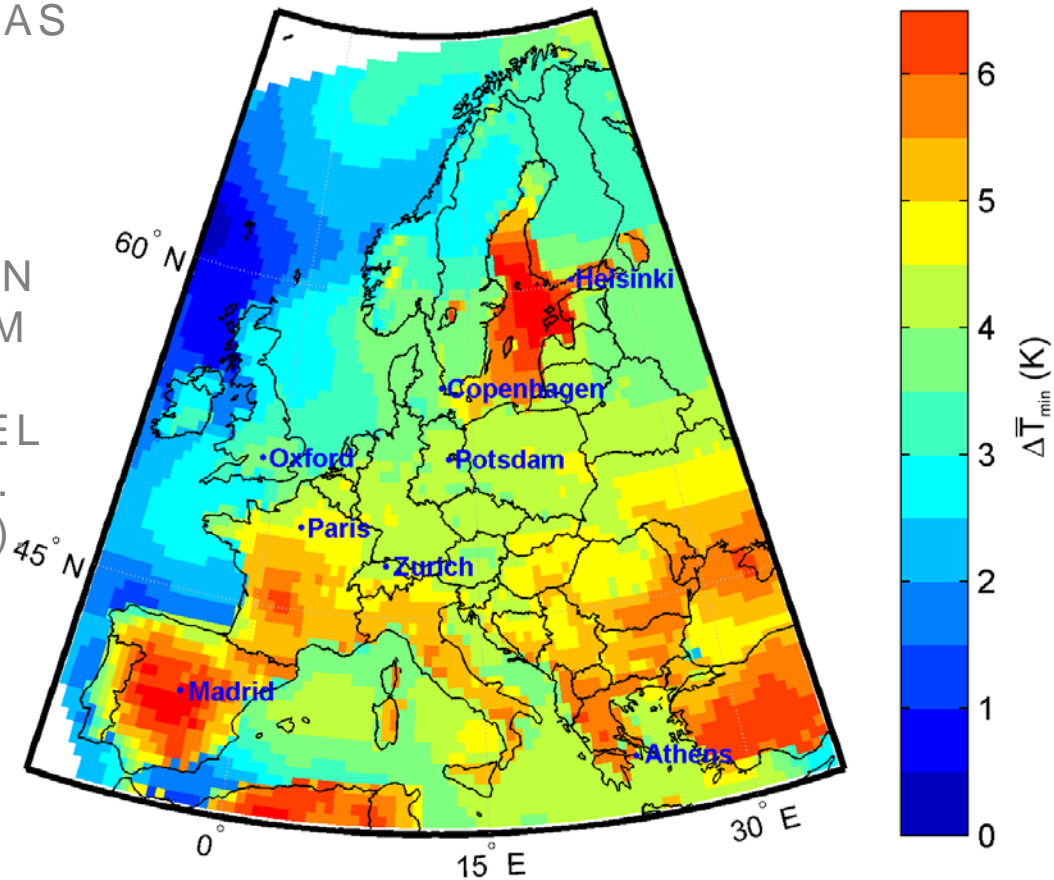 AS
N
M
EL
.
)
60°N
45°N
0°
15°E
30°E
Helsinki
Copenhagen
Oxford
Potsdam
Paris
Zurich
Madrid
Athens
6
5
4
3
2
1
0
ΔT̿min (K)